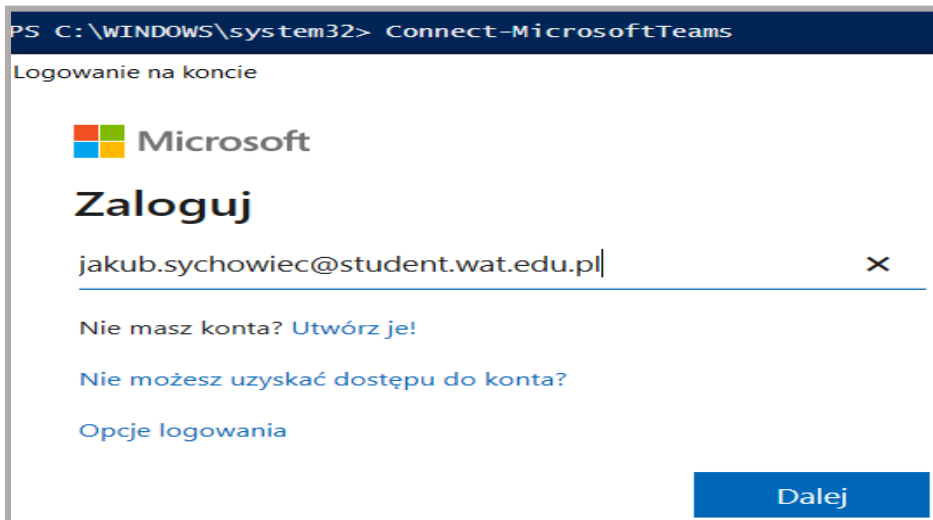 PS C:\WINDOWS\system32> Connect-MicrosoftTeams
Logowanie na koncie
Microsoft
Zaloguj
jakub.sychowiec@student.wat.edu.pl
Nie masz konta? Utwórz je!
Nie możesz uzyskać dostępu do konta?
Opcje logowania
Dalej